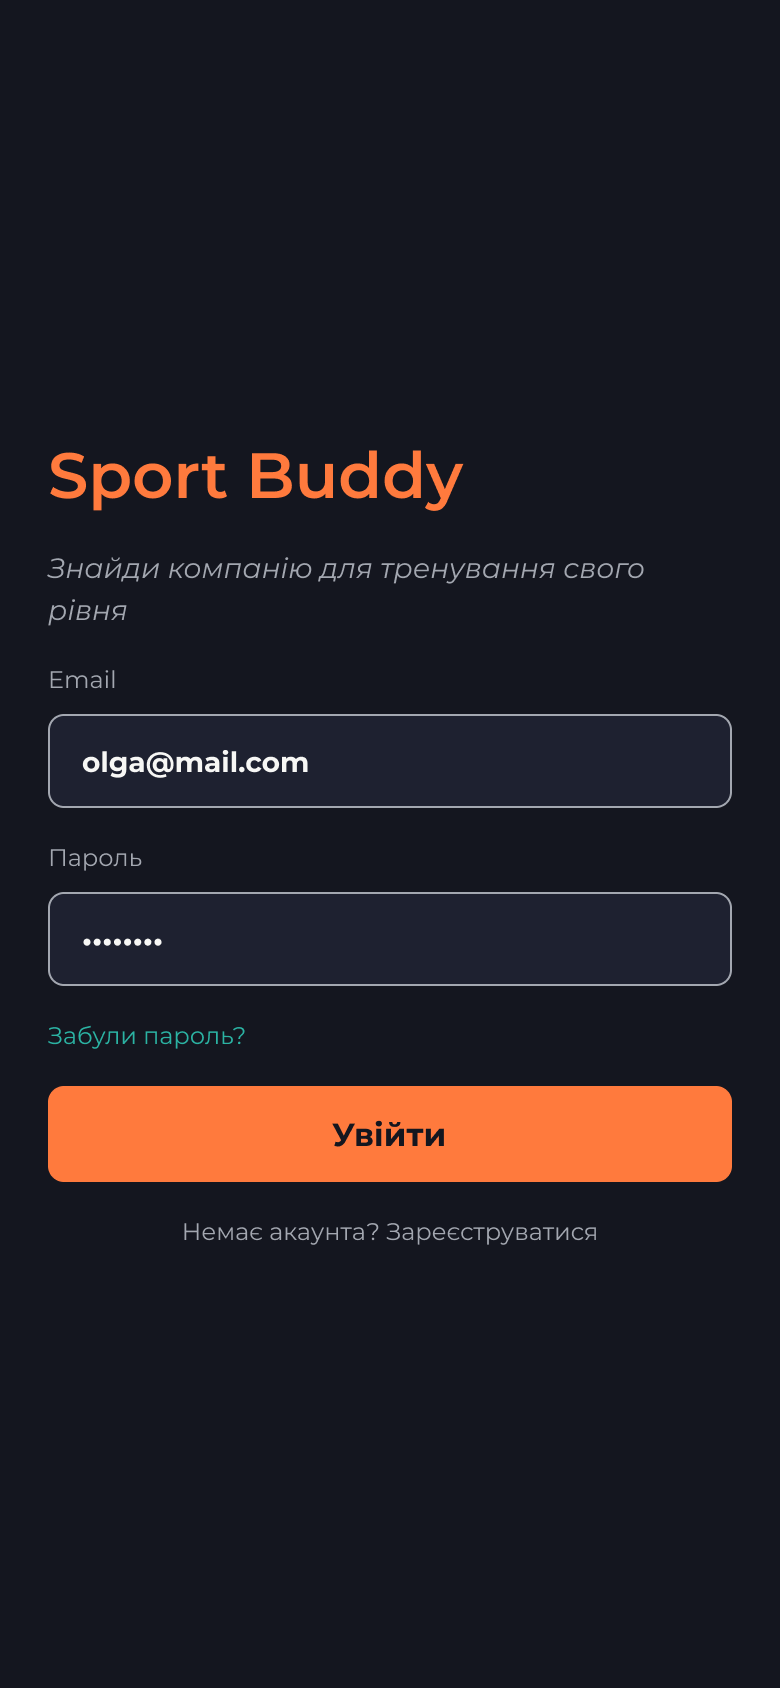 Sport Buddy
Знайди компанію для тренування свого
рівня
Email
olga@mail.com
Пароль
••••••••
Забули пароль?
Увійти
Немає акаунта? Зареєструватися